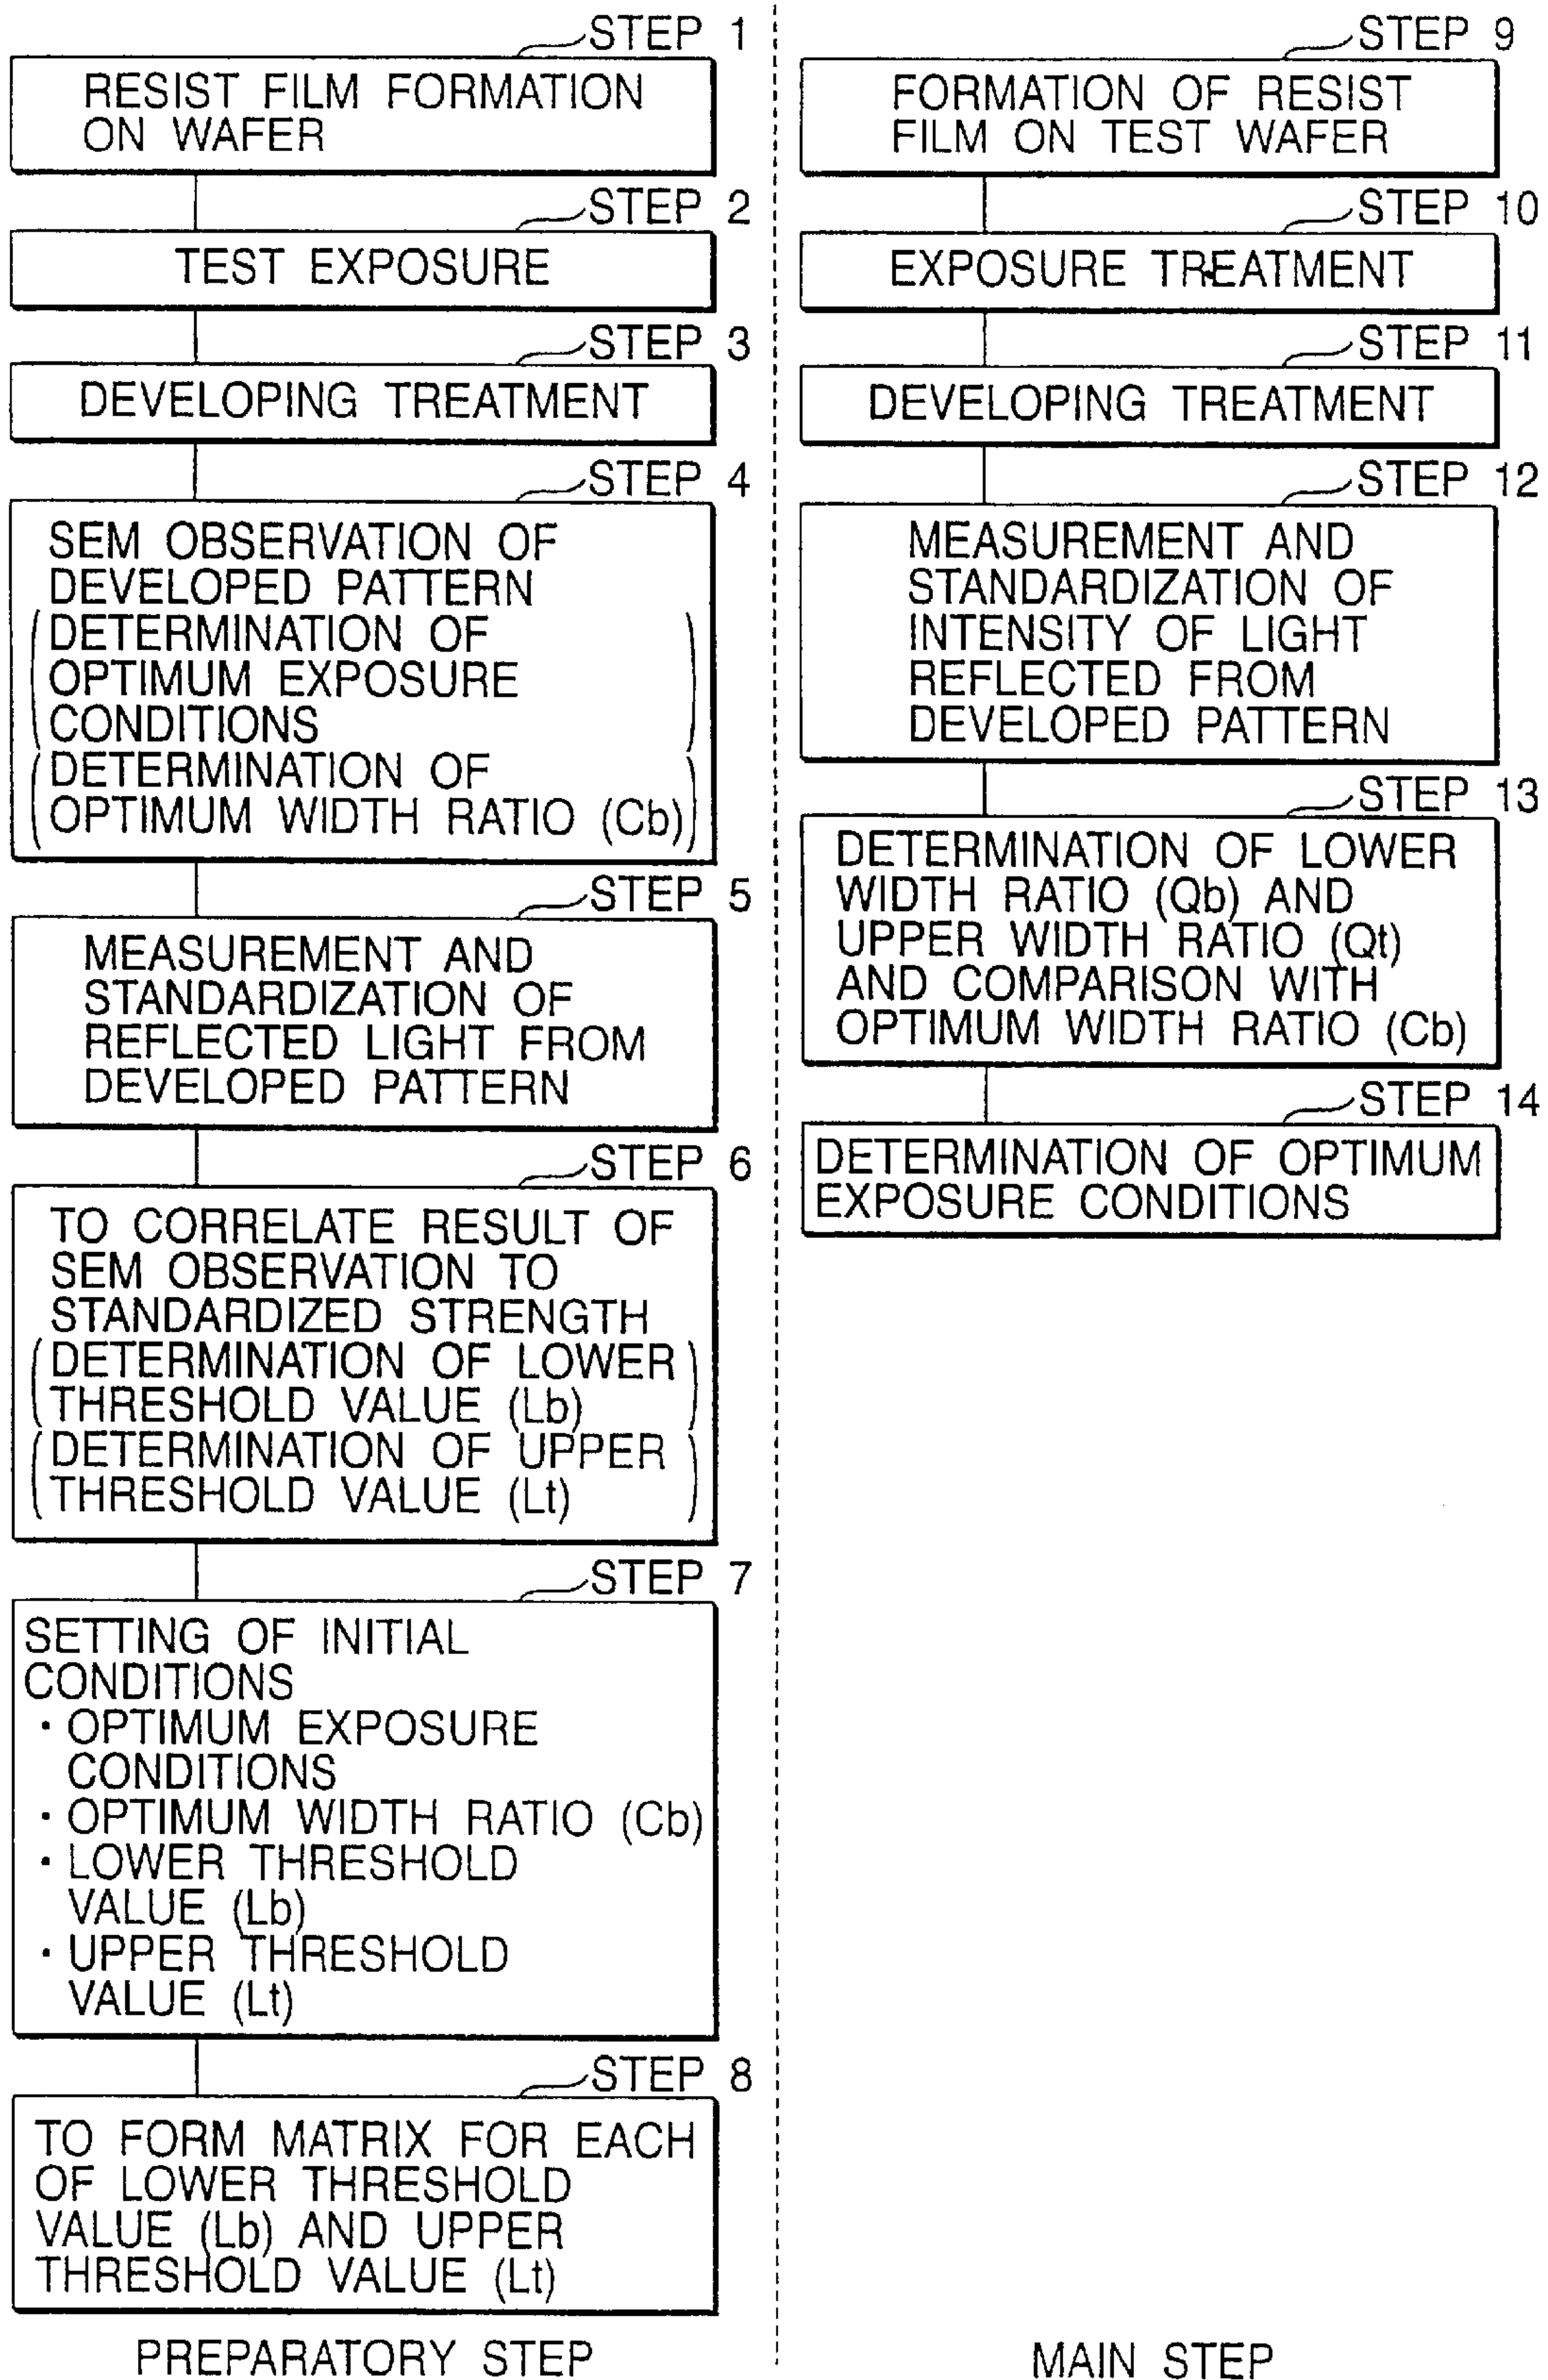 STEP 1
RESIST FILM FORMATION
ON WAFER
STEP 2
TEST EXPOSURE
STEP 3
DEVELOPING TREATMENT
STEP 4
SEM OBSERVATION OF
DEVELOPED PATTERN
(DETERMINATION OF
OPTIMUM EXPOSURE
CONDITIONS)
(DETERMINATION OF
OPTIMUM WIDTH RATIO (Cb))
STEP 5
MEASUREMENT AND
STANDARDIZATION OF
REFLECTED LIGHT FROM
DEVELOPED PATTERN
STEP 6
TO CORRELATE RESULT OF
SEM OBSERVATION TO
STANDARDIZED STRENGTH
(DETERMINATION OF LOWER
THRESHOLD VALUE (Lb))
(DETERMINATION OF UPPER
THRESHOLD VALUE (Lt))
STEP 7
SETTING OF INITIAL
CONDITIONS
· OPTIMUM EXPOSURE
CONDITIONS
· OPTIMUM WIDTH RATIO (Cb)
· LOWER THRESHOLD
VALUE (Lb)
· UPPER THRESHOLD
VALUE (Lt)
STEP 8
TO FORM MATRIX FOR EACH
OF LOWER THRESHOLD
VALUE (Lb) AND UPPER
THRESHOLD VALUE (Lt)
PREPARATORY STEP
STEP 9
FORMATION OF RESIST
FILM ON TEST WAFER
STEP 10
EXPOSURE TREATMENT
STEP 11
DEVELOPING TREATMENT
STEP 12
MEASUREMENT AND
STANDARDIZATION OF
INTENSITY OF LIGHT
REFLECTED FROM
DEVELOPED PATTERN
STEP 13
DETERMINATION OF LOWER
WIDTH RATIO (Qb) AND
UPPER WIDTH RATIO (Qt)
AND COMPARISON WITH
OPTIMUM WIDTH RATIO (Cb)
STEP 14
DETERMINATION OF OPTIMUM
EXPOSURE CONDITIONS
MAIN STEP